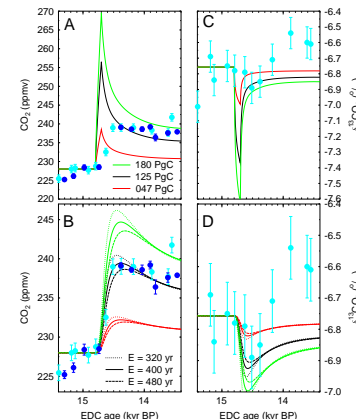 A
270
265
260
255
250
245
240
235
230
225
220
CO2 (ppmv)
180 PgC
125 PgC
047 PgC
C
-6.4
-6.5
-6.6
-6.7
-6.8
-6.9
-7.0
-7.1
-7.2
-7.3
-7.4
-7.5
-7.6
B
245
240
235
230
225
CO2 (ppmv)
E = 320 yr
E = 400 yr
E = 480 yr
15
14
EDC age (kyr BP)
D
-6.4
-6.5
-6.6
-6.7
-6.8
-6.9
-7.0
15
14
EDC age (kyr BP)